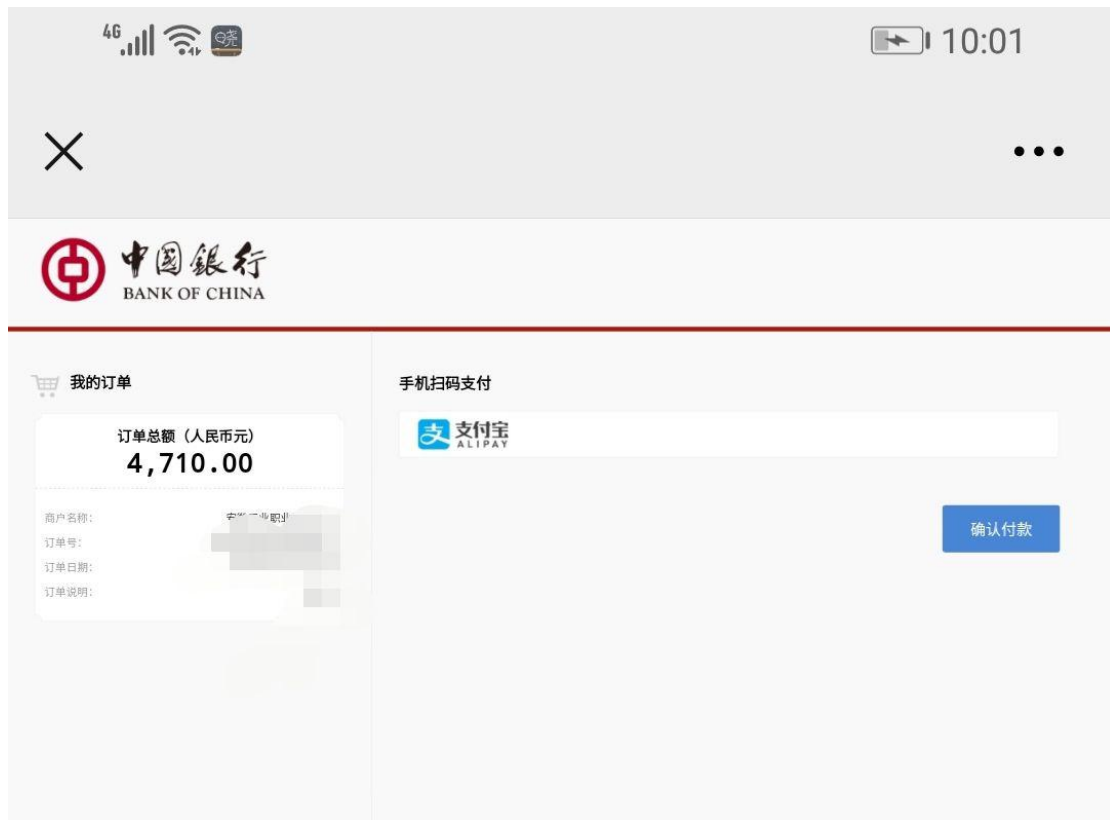 4G
10:01
中国銀行
BANK OF CHINA
我的订单
订单总额（人民币元）
4,710.00
商户名称：
订单号：
订单日期：
订单说明：
手机扫码支付
支付宝
ALIPAY
确认付款